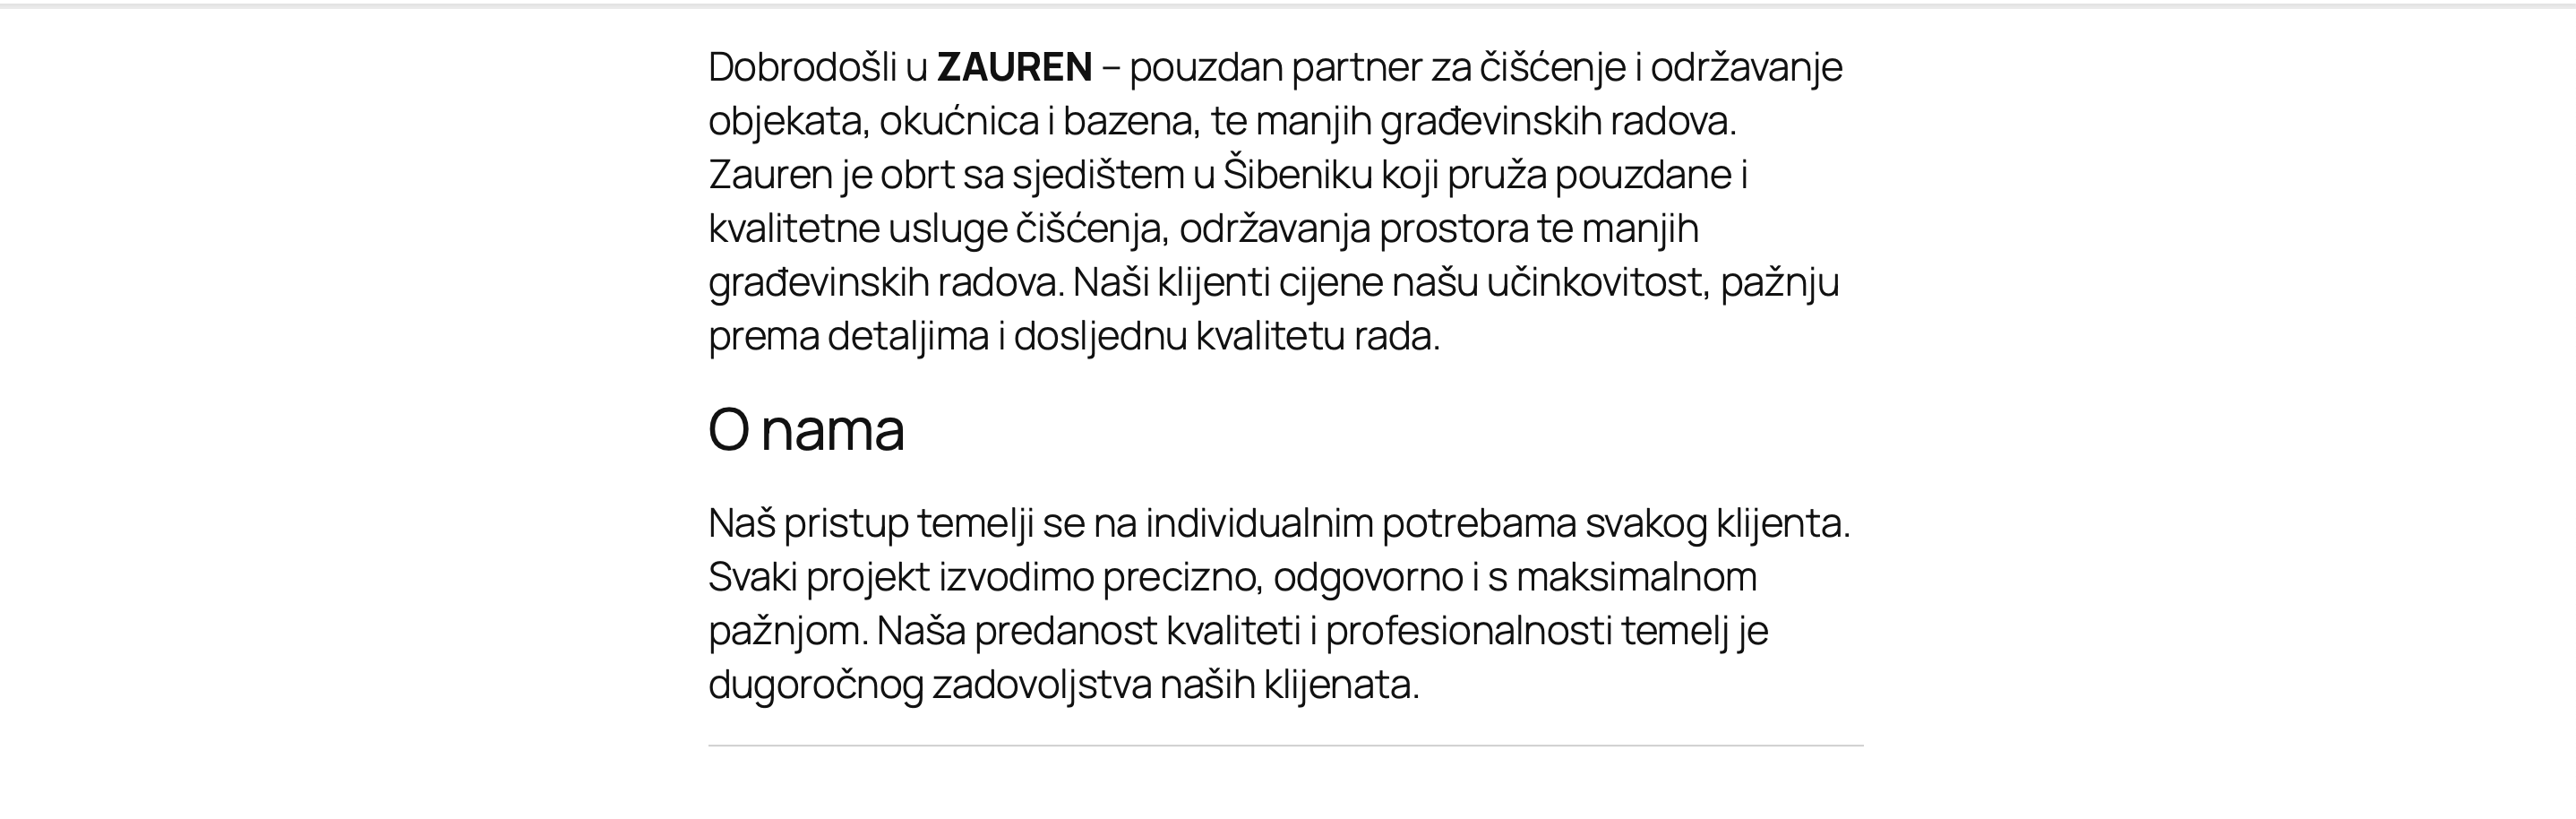 Dobrodošli u ZAUREN – pouzdan partner za čišćenje i održavanje
objekata, okućnica i bazena, te manjih građevinskih radova.
Zauren je obrt sa sjedištem u Šibeniku koji pruža pouzdane i
kvalitetne usluge čišćenja, održavanja prostora te manjih
građevinskih radova. Naši klijenti cijene našu učinkovitost, pažnju
prema detaljima i dosljednu kvalitetu rada.
O nama
Naš pristup temelji se na individualnim potrebama svakog klijenta.
Svaki projekt izvodimo precizno, odgovorno i s maksimalnom
pažnjom. Naša predanost kvaliteti i profesionalnosti temelj je
dugoročnog zadovoljstva naših klijenata.